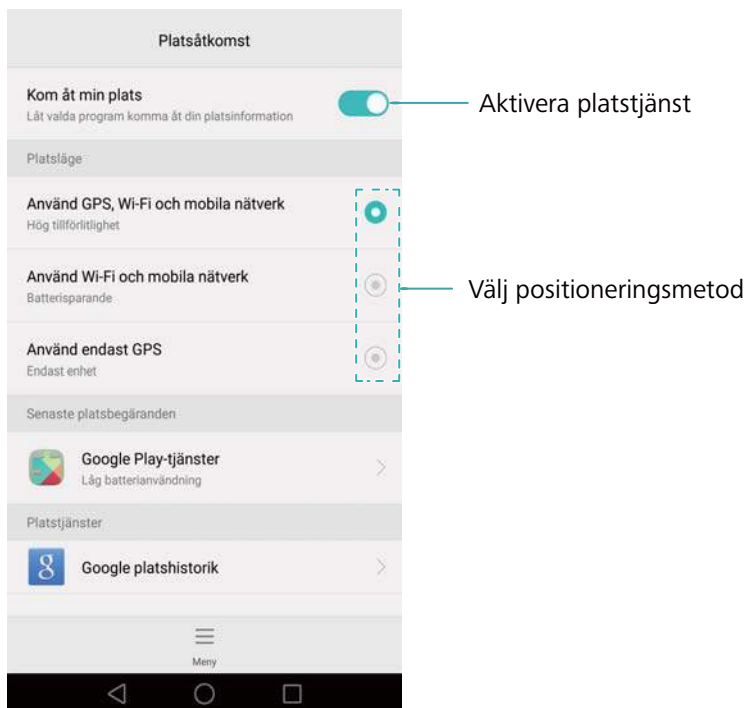 Platsåtkomst
Kom åt min plats
Låt valda program komma åt din platsinformation
Aktivera platstjänst
Platsläge
Använd GPS, Wi-Fi och mobila nätverk
Hög tillförlitlighet
Använd Wi-Fi och mobila nätverk
Batterisparande
Välj positioneringsmetod
Använd endast GPS
Endast enhet
Senaste platsbegäranden
Google Play-tjänster
Låg batterianvändning
Platstjänster
8
Google platshistorik
Meny